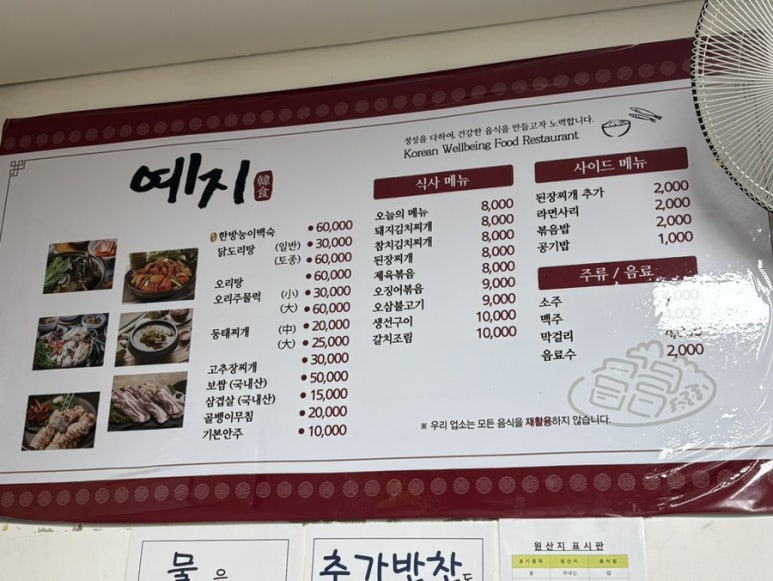 정성을 다하여, 건강한 음식을 만들고자 노력합니다.
Korean Wellbeing Food Restaurant
예지 韓食
한방능이백숙 60,000
닭도리탕 (일반) 30,000
(토종) 60,000
오리탕 60,000
오리주물럭 (小) 30,000
(大) 60,000
동태찌개 (中) 20,000
(大) 25,000
고추장찌개 30,000
보쌈 (국내산) 50,000
삼겹살 (국내산) 15,000
골뱅이무침 20,000
기본안주 10,000
식사 메뉴
오늘의 메뉴 8,000
돼지김치찌개 8,000
참치김치찌개 8,000
된장찌개 8,000
제육볶음 8,000
오징어볶음 9,000
오삼불고기 9,000
생선구이 10,000
갈치조림 10,000
사이드 메뉴
된장찌개 추가 2,000
라면사리 2,000
볶음밥 2,000
공기밥 1,000
주류 / 음료
소주
맥주
막걸리
음료수 2,000
※ 우리 업소는 모든 음식을 재활용하지 않습니다.
물은
추가반찬도
원산지 표시판